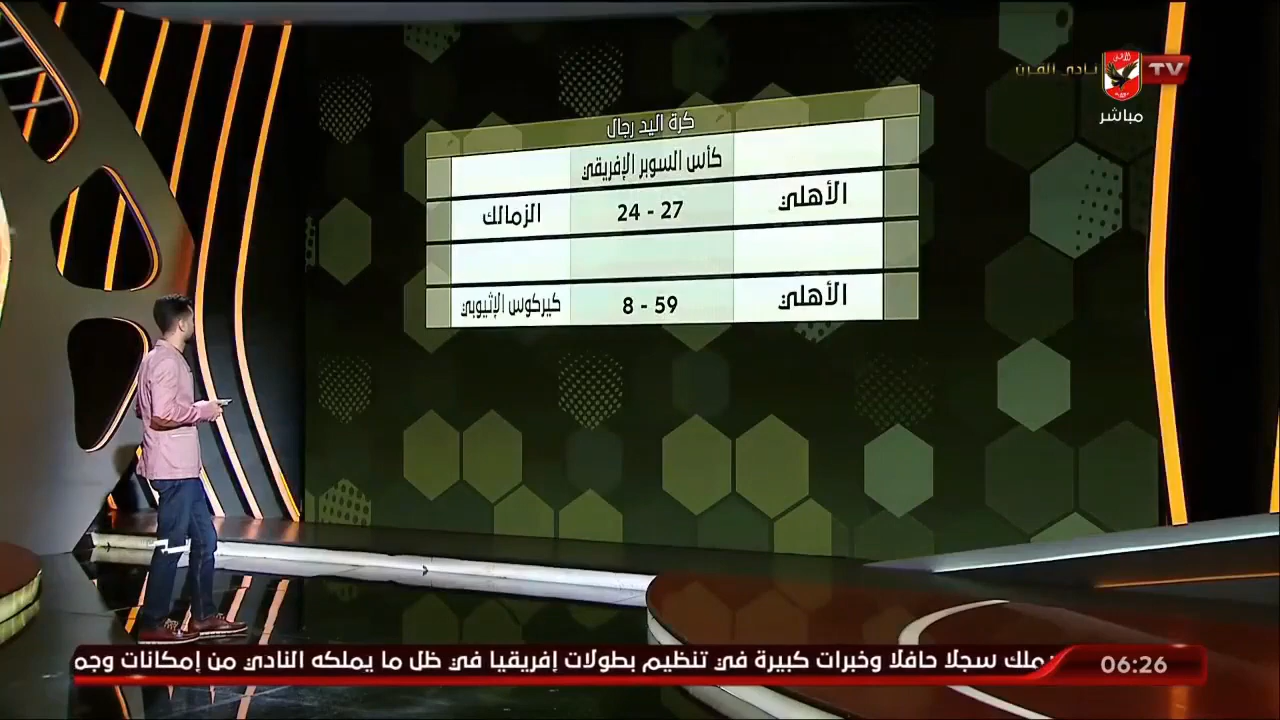 نادي القرن TV
مباشر
كرة اليد رجال
كأس السوبر الإفريقي
الأهلي 27 - 24 الزمالك
الأهلي 59 - 8 كيركوس الإثيوبي
06:26 سجلا حافلا وخبرات كبيرة في تنظيم بطولات إفريقيا في ظل ما يملكه النادي من إمكانات